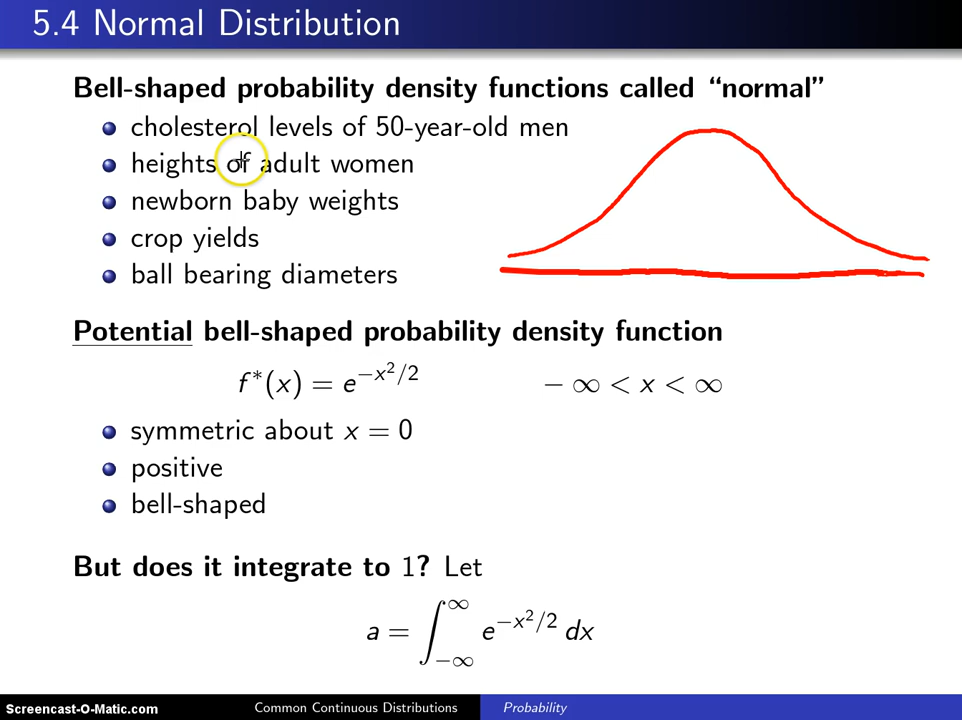 5.4 Normal Distribution
Bell-shaped probability density functions called “normal”
cholesterol levels of 50-year-old men
heights of adult women
newborn baby weights
crop yields
ball bearing diameters
Potential bell-shaped probability density function
f*(x) = e^{−x²/2} − ∞ < x < ∞
symmetric about x = 0
positive
bell-shaped
But does it integrate to 1? Let
a = ∫_{−∞}^{∞} e^{−x²/2} dx
Screencast-O-Matic.com Common Continuous Distributions Probability